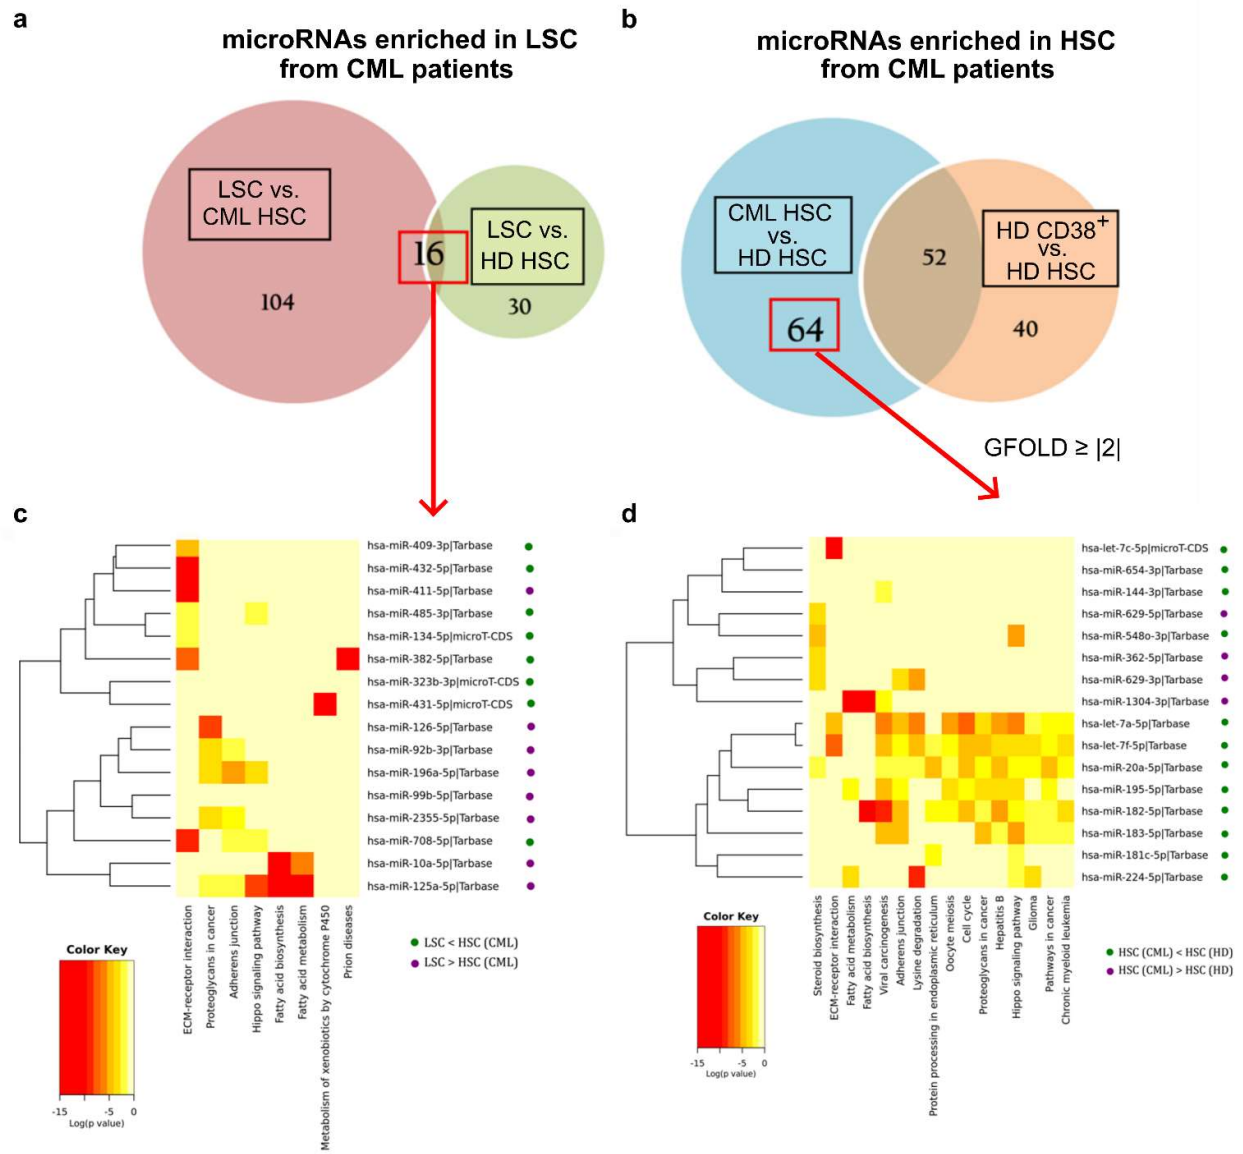 a
microRNAs enriched in LSC
from CML patients
LSC vs.
CML HSC
16
LSC vs.
HD HSC
104
30
b
microRNAs enriched in HSC
from CML patients
CML HSC
vs.
HD HSC
52
HD CD38+
vs.
HD HSC
64
40
GFOLD ≥ |2|
c
hsa-miR-409-3p|Tarbase
hsa-miR-432-5p|Tarbase
hsa-miR-411-5p|Tarbase
hsa-miR-485-3p|Tarbase
hsa-miR-134-5p|microT-CDS
hsa-miR-382-5p|Tarbase
hsa-miR-323b-3p|microT-CDS
hsa-miR-431-5p|microT-CDS
hsa-miR-126-5p|Tarbase
hsa-miR-92b-3p|Tarbase
hsa-miR-196a-5p|Tarbase
hsa-miR-99b-5p|Tarbase
hsa-miR-2355-5p|Tarbase
hsa-miR-708-5p|Tarbase
hsa-miR-10a-5p|Tarbase
hsa-miR-125a-5p|Tarbase
ECM-receptor interaction
Proteoglycans in cancer
Adherens junction
Hippo signaling pathway
Fatty acid biosynthesis
Fatty acid metabolism
Metabolism of xenobiotics by cytochrome P450
Prion diseases
Color Key
-15 -5 0
Log(p value)
LSC < HSC (CML)
LSC > HSC (CML)
d
hsa-let-7c-5p|microT-CDS
hsa-miR-654-3p|Tarbase
hsa-miR-144-3p|Tarbase
hsa-miR-629-5p|Tarbase
hsa-miR-548o-3p|Tarbase
hsa-miR-362-5p|Tarbase
hsa-miR-629-3p|Tarbase
hsa-miR-1304-3p|Tarbase
hsa-let-7a-5p|Tarbase
hsa-let-7f-5p|Tarbase
hsa-miR-20a-5p|Tarbase
hsa-miR-195-5p|Tarbase
hsa-miR-182-5p|Tarbase
hsa-miR-183-5p|Tarbase
hsa-miR-181c-5p|Tarbase
hsa-miR-224-5p|Tarbase
Steroid biosynthesis
ECM-receptor interaction
Fatty acid metabolism
Fatty acid biosynthesis
Viral carcinogenesis
Adherens junction
Lysine degradation
Protein processing in endoplasmic reticulum
Oocyte meiosis
Cell cycle
Proteoglycans in cancer
Hepatitis B
Hippo signaling pathway
Glioma
Pathways in cancer
Chronic myeloid leukemia
Color Key
-15 -5 0
Log(p value)
HSC (CML) < HSC (HD)
HSC (CML) > HSC (HD)